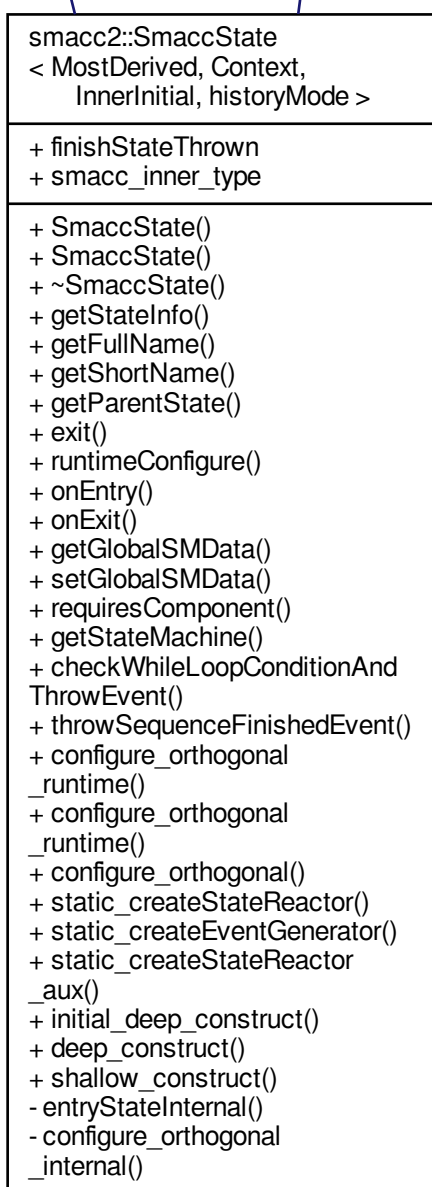 smacc2::SmaccState
< MostDerived, Context,
InnerInitial, historyMode >
+ finishStateThrown
+ smacc_inner_type
+ SmaccState()
+ SmaccState()
+ ~SmaccState()
+ getStateInfo()
+ getFullName()
+ getShortName()
+ getParentState()
+ exit()
+ runtimeConfigure()
+ onEntry()
+ onExit()
+ getGlobalSMData()
+ setGlobalSMData()
+ requiresComponent()
+ getStateMachine()
+ checkWhileLoopConditionAnd
ThrowEvent()
+ throwSequenceFinishedEvent()
+ configure_orthogonal
_runtime()
+ configure_orthogonal
_runtime()
+ configure_orthogonal()
+ static_createStateReactor()
+ static_createEventGenerator()
+ static_createStateReactor
_aux()
+ initial_deep_construct()
+ deep_construct()
+ shallow_construct()
- entryStateInternal()
- configure_orthogonal
_internal()